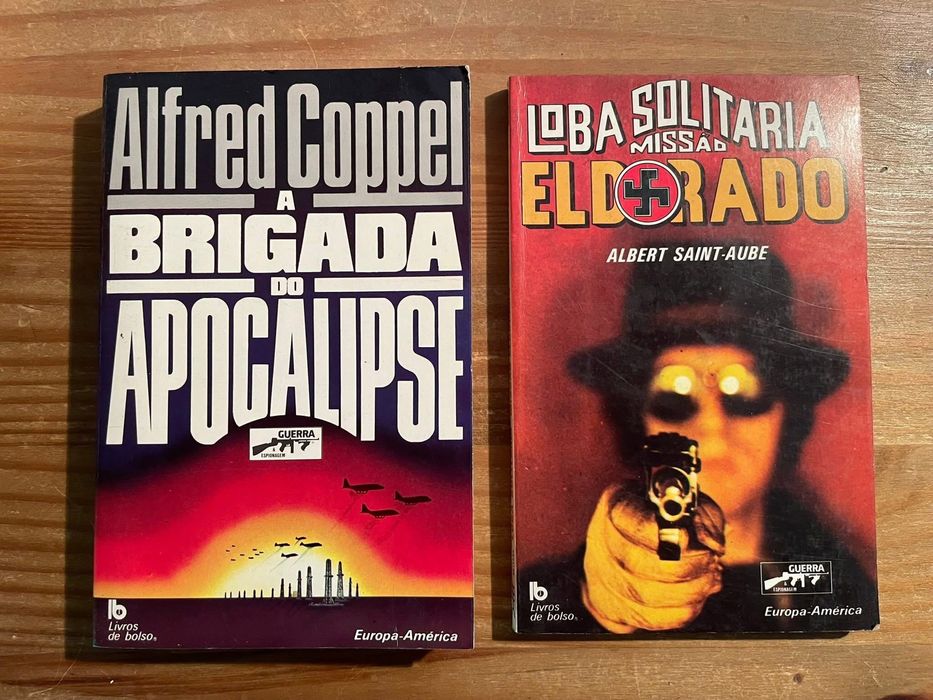 Alfred Coppel
A
BRIGADA
DO
APOCALIPSE
GUERRA
ESPIONAGEM
Livros
de bolso
Europa-América
LOBA SOLITÁRIA
MISSÃO
ELDORADO
ALBERT SAINT-AUBE
GUERRA
ESPIONAGEM
Livros
de bolso
Europa-América